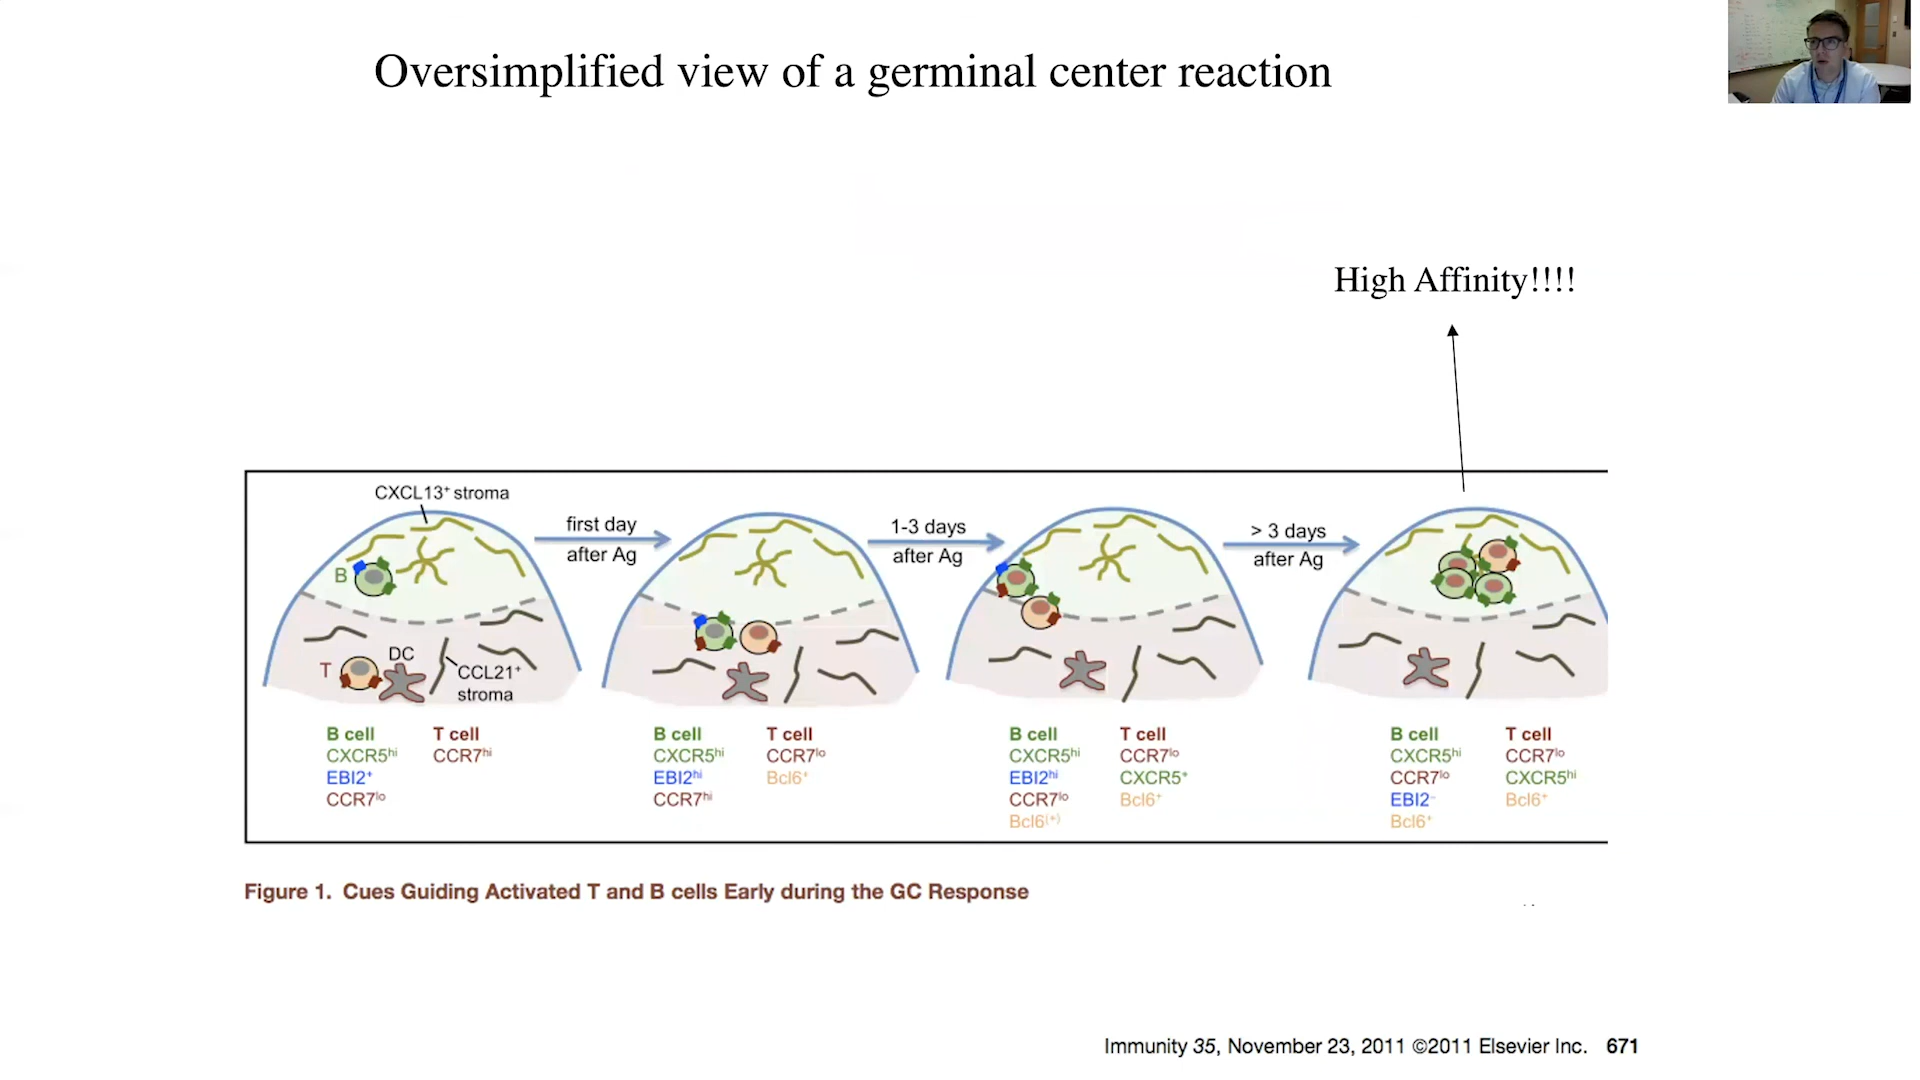 Oversimplified view of a germinal center reaction
High Affinity!!!!
CXCL13⁺ stroma
B
T
DC
CCL21⁺
stroma
first day
after Ag
1-3 days
after Ag
> 3 days
after Ag
B cell
CXCR5ʰⁱ
EBI2⁺
CCR7ˡᵒ
T cell
CCR7ʰⁱ
B cell
CXCR5ʰⁱ
EBI2ʰⁱ
CCR7ʰⁱ
T cell
CCR7ˡᵒ
Bcl6⁺
B cell
CXCR5ʰⁱ
EBI2ʰⁱ
CCR7ˡᵒ
Bcl6⁽⁺⁾
T cell
CCR7ˡᵒ
CXCR5⁺
Bcl6⁺
B cell
CXCR5ʰⁱ
CCR7ˡᵒ
EBI2⁻
Bcl6⁺
T cell
CCR7ˡᵒ
CXCR5ʰⁱ
Bcl6⁺
Figure 1. Cues Guiding Activated T and B cells Early during the GC Response
Immunity 35, November 23, 2011 ©2011 Elsevier Inc. 671